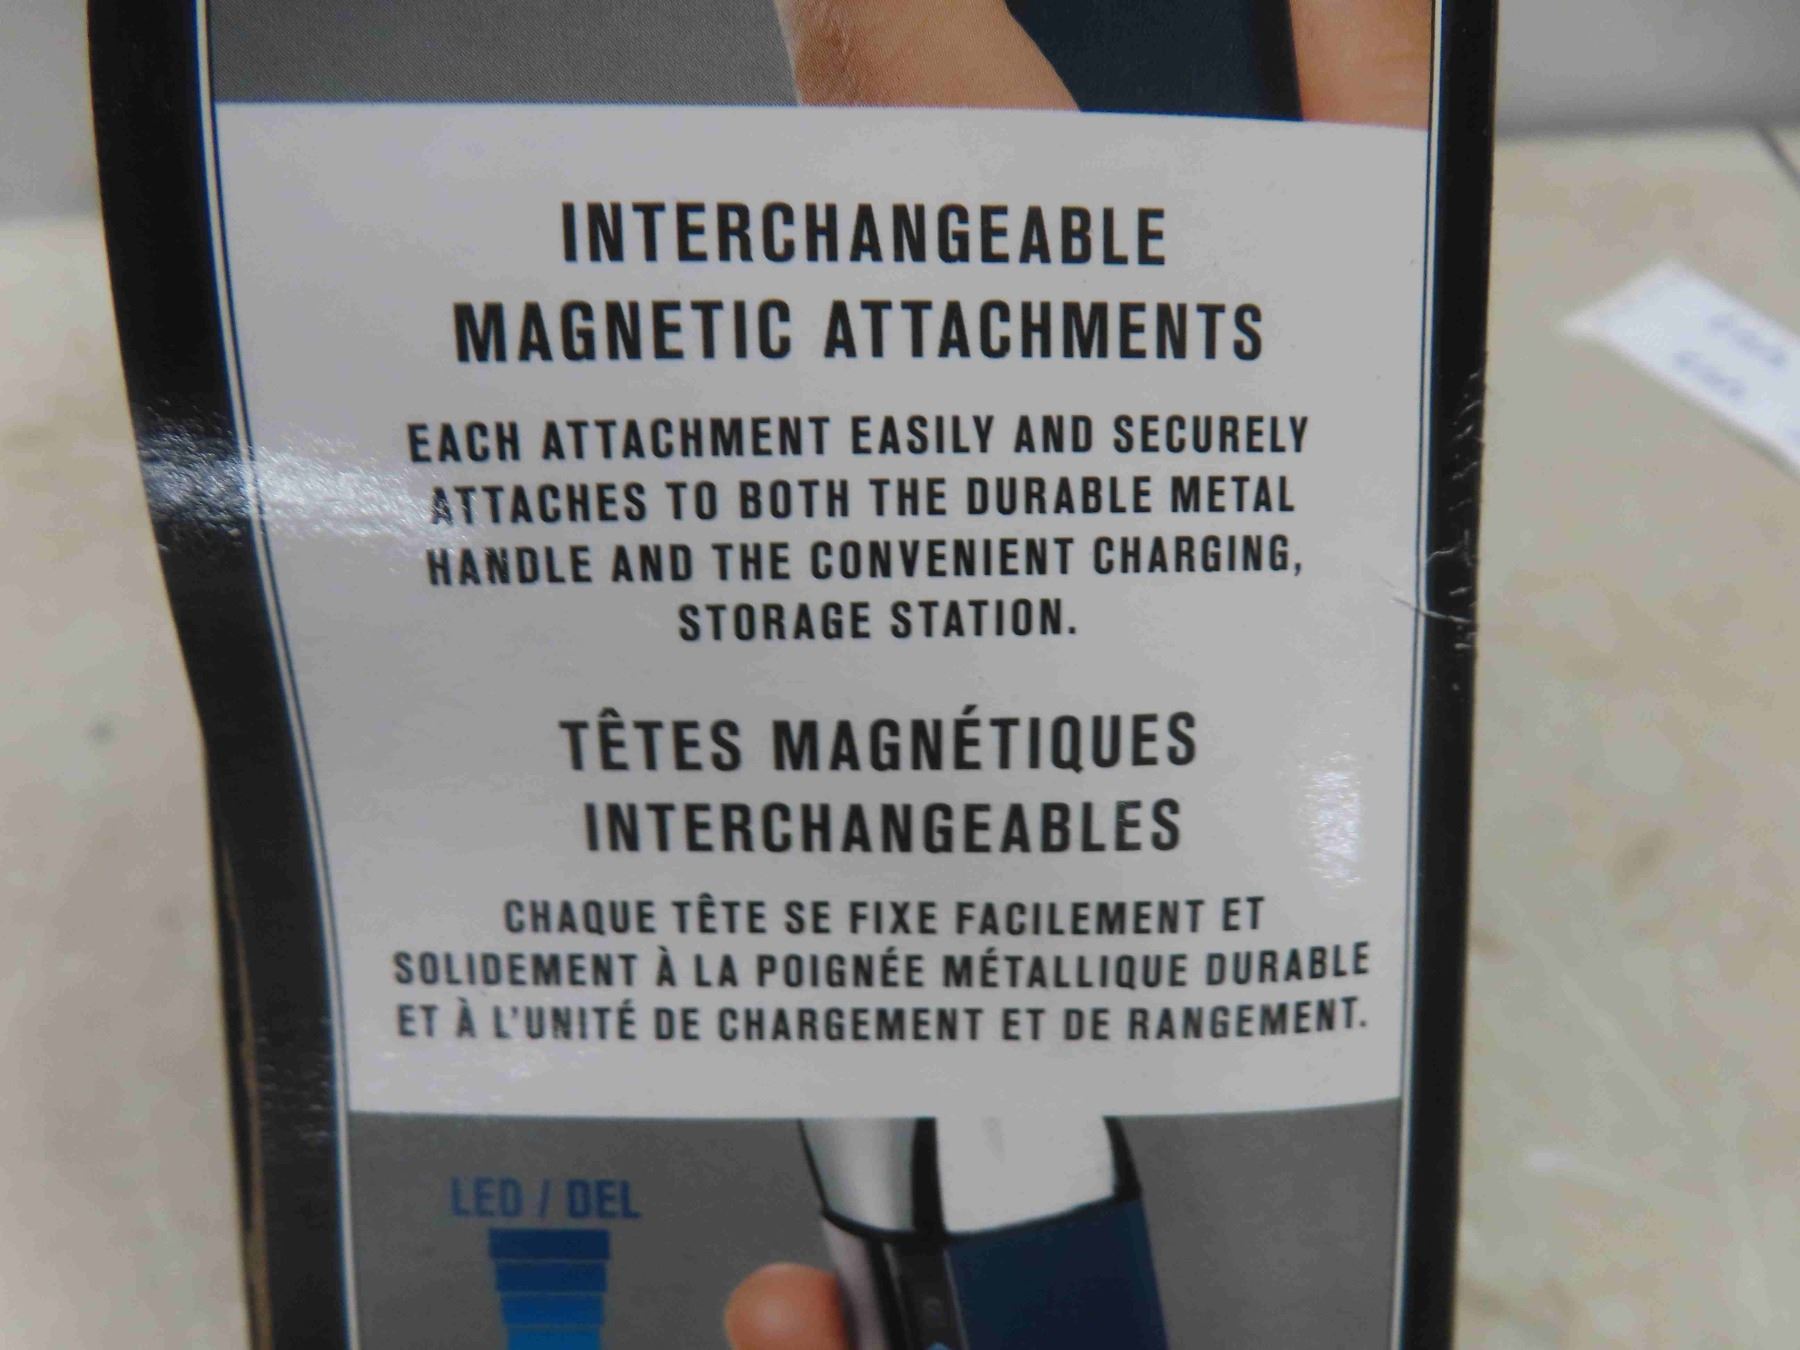 INTERCHANGEABLE
MAGNETIC ATTACHMENTS
EACH ATTACHMENT EASILY AND SECURELY
ATTACHES TO BOTH THE DURABLE METAL
HANDLE AND THE CONVENIENT CHARGING,
STORAGE STATION.
TÊTES MAGNÉTIQUES
INTERCHANGEABLES
CHAQUE TÊTE SE FIXE FACILEMENT ET
SOLIDEMENT À LA POIGNÉE MÉTALLIQUE DURABLE
ET À L'UNITÉ DE CHARGEMENT ET DE RANGEMENT.
LED / DEL